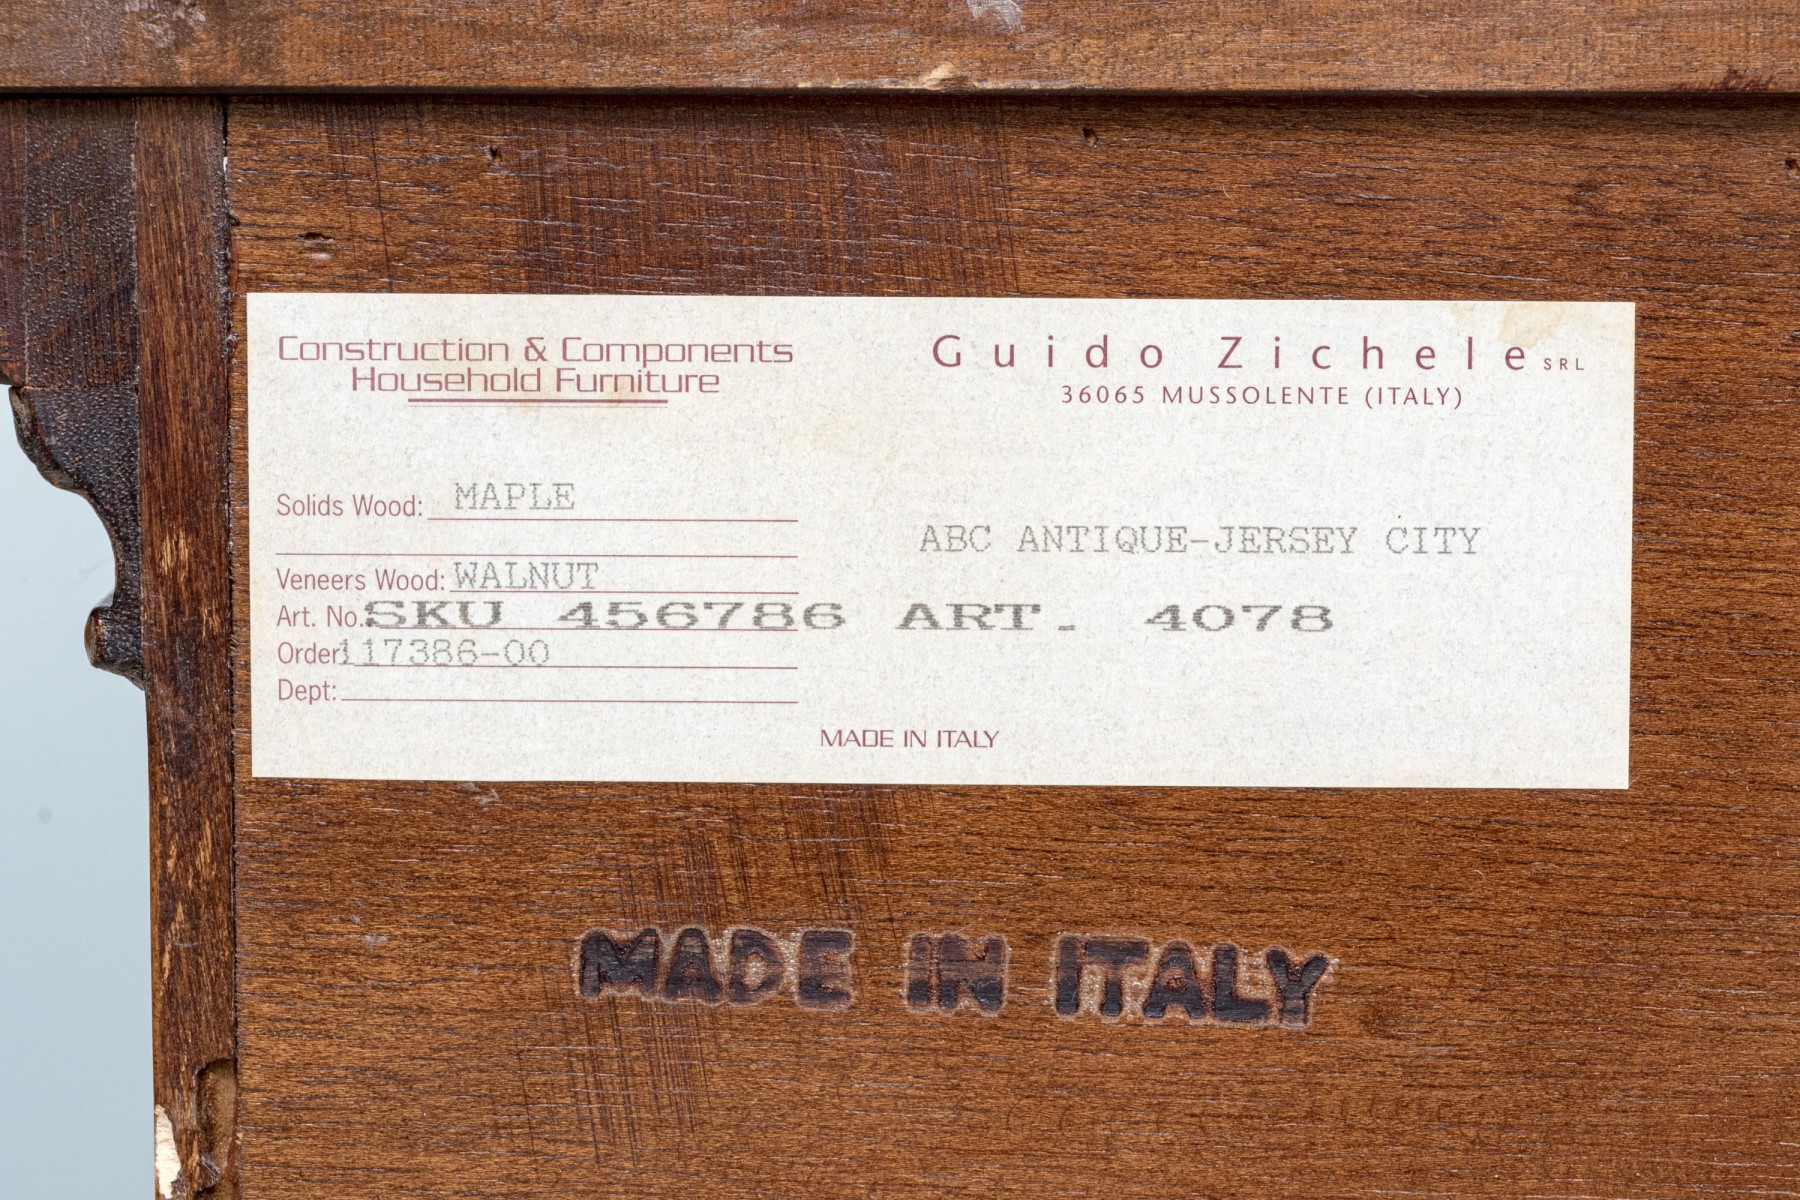 Construction & Components
Household Furniture
Guido Zichele SRL
36065 MUSSOLENTE (ITALY)
Solids Wood: MAPLE
ABC ANTIQUE-JERSEY CITY
Veneers Wood: WALNUT
Art. No. SKU 456786 ART. 4078
Order 117386-00
Dept:
MADE IN ITALY
MADE IN ITALY